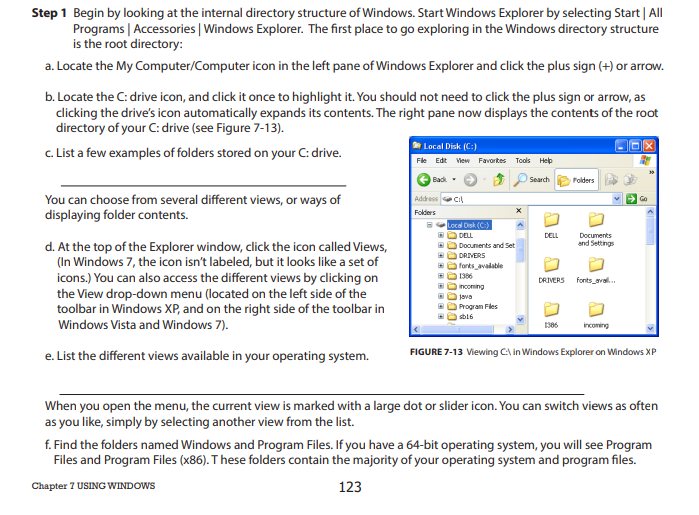 Step 1 Begin by looking at the internal directory structure of Windows. Start Windows Explorer by selecting Start | All
Programs | Accessories | Windows Explorer. The first place to go exploring in the Windows directory structure
is the root directory:
a. Locate the My Computer/Computer icon in the left pane of Windows Explorer and click the plus sign (+) or arrow.
b. Locate the C: drive icon, and click it once to highlight it. You should not need to click the plus sign or arrow, as
clicking the drive's icon automatically expands its contents. The right pane now displays the contents of the root
directory of your C: drive (see Figure 7-13).
c. List a few examples of folders stored on your C: drive.
You can choose from several different views, or ways of
displaying folder contents.
d. At the top of the Explorer window, click the icon called Views,
(In Windows 7, the icon isn't labeled, but it looks like a set of
icons.) You can also access the different views by clicking on
the View drop-down menu (located on the left side of the
toolbar in Windows XP, and on the right side of the toolbar in
Windows Vista and Windows 7).
e. List the different views available in your operating system.
Local Disk (C:)
File Edit View Favorites Tools Help
Back Search Folders »
Address C:\ Go
Folders x
Local Disk (C:)
DELL
Documents and Set
DRIVERS
fonts_available
I386
incoming
Java
Program Files
sb16
DELL Documents
and Settings
DRIVERS fonts_avail...
I386 incoming
FIGURE 7-13 Viewing C:\ in Windows Explorer on Windows XP
When you open the menu, the current view is marked with a large dot or slider icon. You can switch views as often
as you like, simply by selecting another view from the list.
f. Find the folders named Windows and Program Files. If you have a 64-bit operating system, you will see Program
Files and Program Files (x86). T hese folders contain the majority of your operating system and program files.
Chapter 7 USING WINDOWS 123